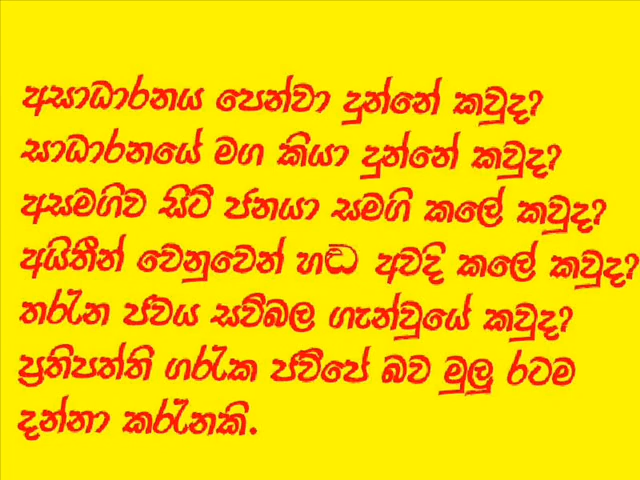 අසාධාරනය පෙන්වා දුන්නේ කවුද?
සාධාරනයේ මග කියා දුන්නේ කවුද?
අසමගිව සිටි ජනයා සමගි කලේ කවුද?
අයිතීන් වෙනුවෙන් හඬ අවදි කලේ කවුද?
තරැන ජවය සවිබල ගැන්වුයේ කවුද?
ප්‍රතිපත්ති ගරැක ජවිපේ බව මුලු රටම
දන්නා කරැනකි.